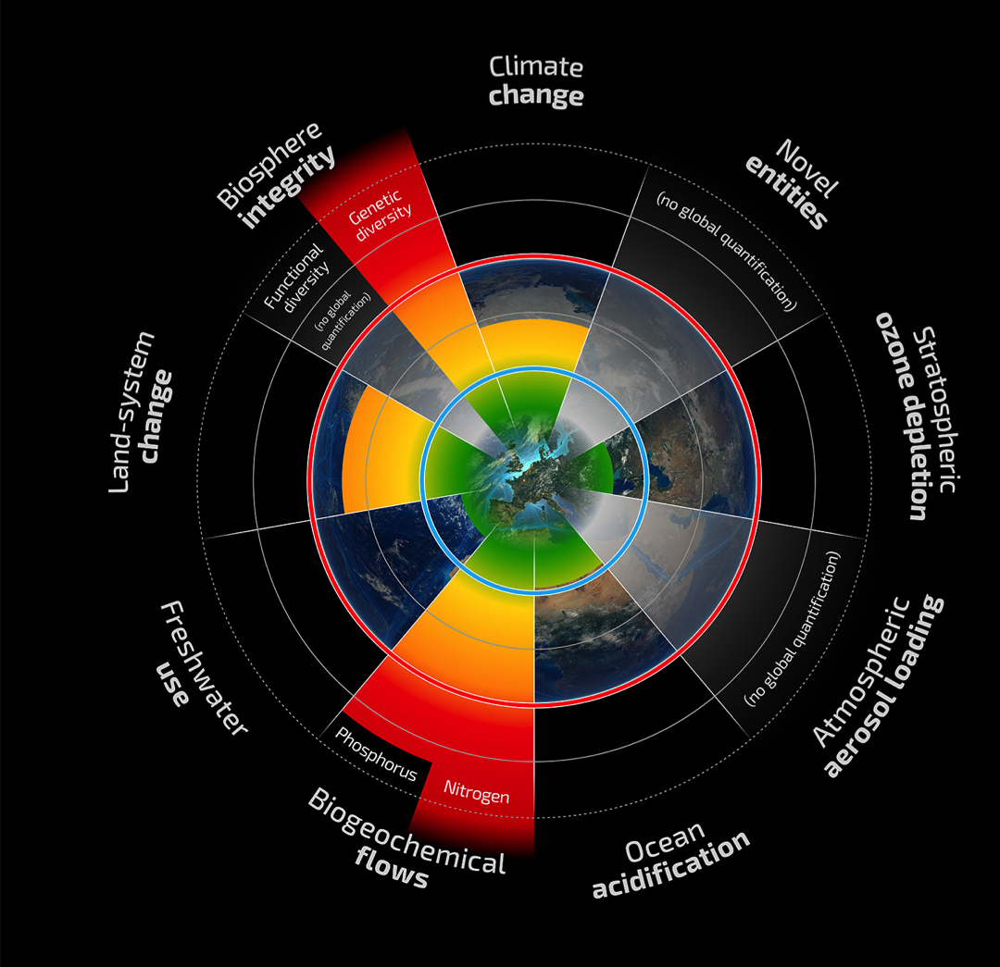 Climate
change
Novel
entities
(no global quantification)
Stratospheric
ozone depletion
Atmospheric
aerosol loading
(no global quantification)
Ocean
acidification
Biogeochemical
flows
Phosphorus
Nitrogen
Freshwater
use
Land-system
change
Biosphere
integrity
Genetic
diversity
Functional
diversity
(no global
quantification)